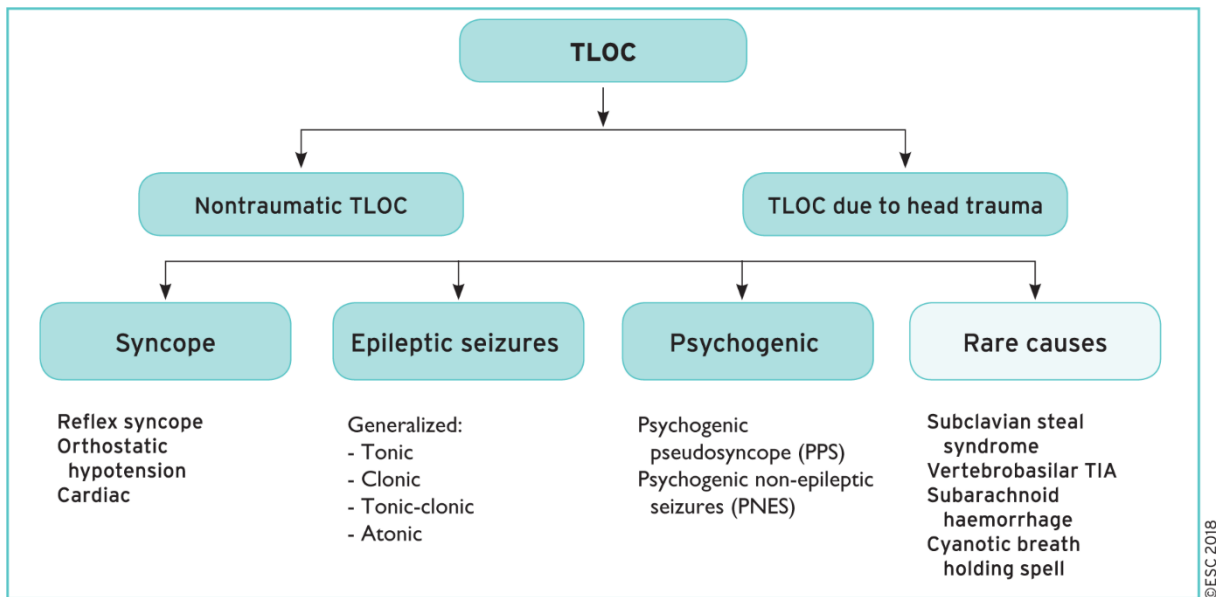 TLOC
Nontraumatic TLOC
TLOC due to head trauma
Syncope
Epileptic seizures
Psychogenic
Rare causes
Reflex syncope
Orthostatic
hypotension
Cardiac
Generalized:
- Tonic
- Clonic
- Tonic-clonic
- Atonic
Psychogenic
pseudosyncope (PPS)
Psychogenic non-epileptic
seizures (PNES)
Subclavian steal
syndrome
Vertebrobasilar TIA
Subarachnoid
haemorrhage
Cyanotic breath
holding spell
©ESC 2018